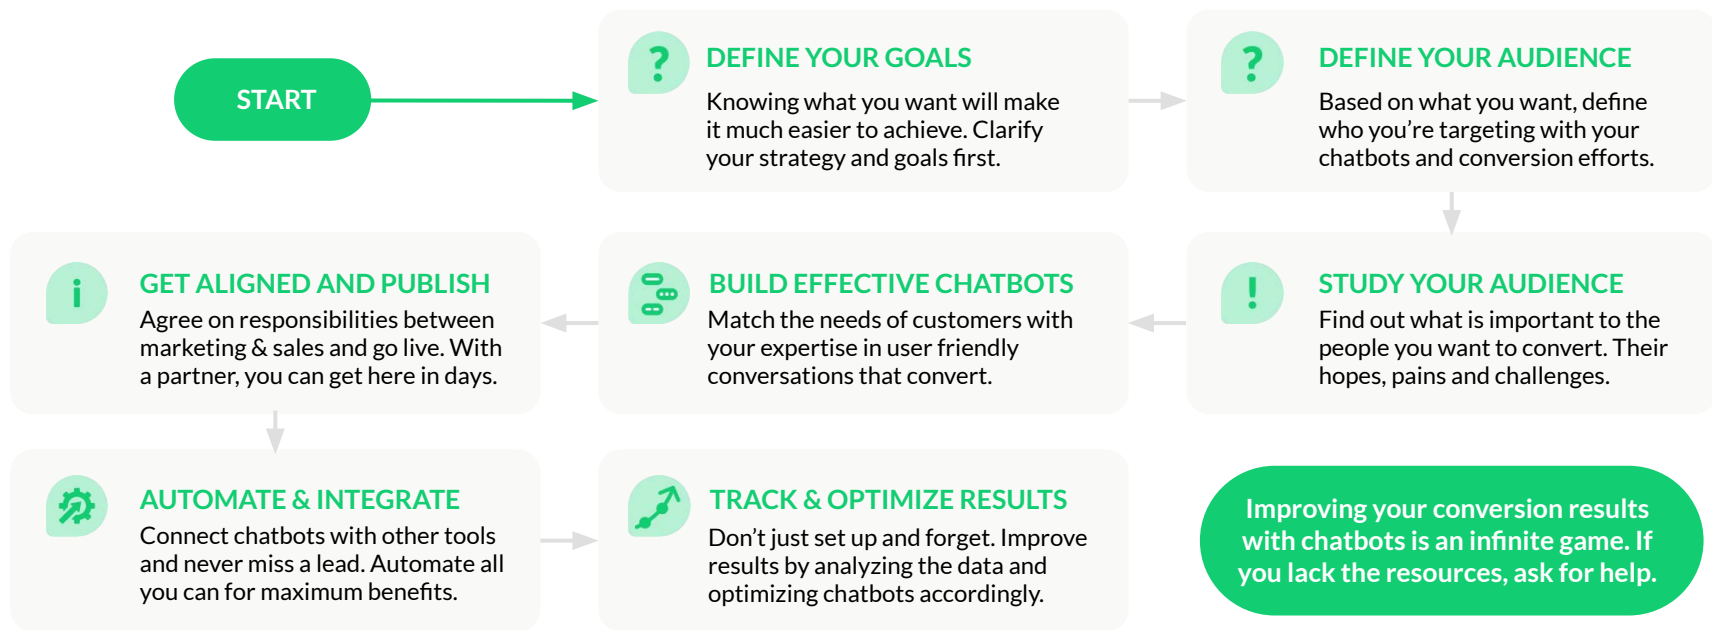 START
DEFINE YOUR GOALS
Knowing what you want will make
it much easier to achieve. Clarify
your strategy and goals first.
DEFINE YOUR AUDIENCE
Based on what you want, define
who you’re targeting with your
chatbots and conversion efforts.
STUDY YOUR AUDIENCE
Find out what is important to the
people you want to convert. Their
hopes, pains and challenges.
BUILD EFFECTIVE CHATBOTS
Match the needs of customers with
your expertise in user friendly
conversations that convert.
GET ALIGNED AND PUBLISH
Agree on responsibilities between
marketing & sales and go live. With
a partner, you can get here in days.
AUTOMATE & INTEGRATE
Connect chatbots with other tools
and never miss a lead. Automate all
you can for maximum benefits.
TRACK & OPTIMIZE RESULTS
Don’t just set up and forget. Improve
results by analyzing the data and
optimizing chatbots accordingly.
Improving your conversion results
with chatbots is an infinite game. If
you lack the resources, ask for help.